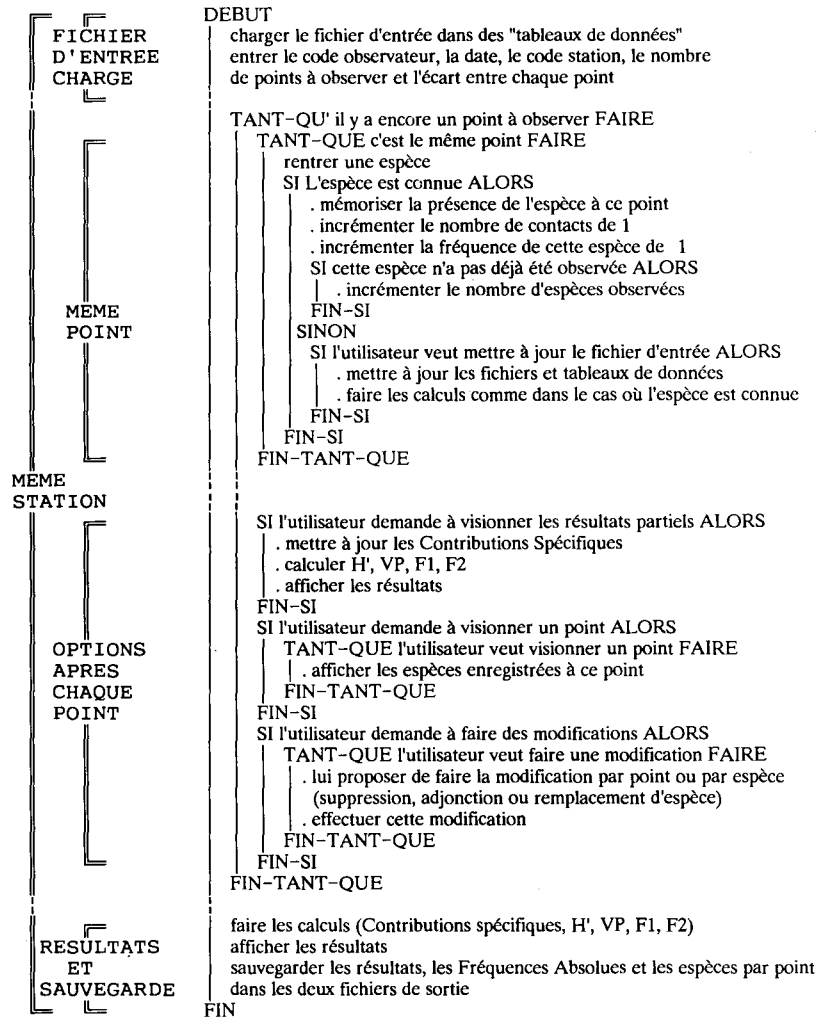 DEBUT
FICHIER D'ENTREE CHARGE
charger le fichier d'entrée dans des "tableaux de données"
entrer le code observateur, la date, le code station, le nombre
de points à observer et l'écart entre chaque point
TANT-QU' il y a encore un point à observer FAIRE
TANT-QUE c'est le même point FAIRE
rentrer une espèce
SI L'espèce est connue ALORS
. mémoriser la présence de l'espèce à ce point
. incrémenter le nombre de contacts de 1
. incrémenter la fréquence de cette espèce de 1
SI cette espèce n'a pas déjà été observée ALORS
. incrémenter le nombre d'espèces observées
MEME POINT
FIN-SI
SINON
SI l'utilisateur veut mettre à jour le fichier d'entrée ALORS
. mettre à jour les fichiers et tableaux de données
. faire les calculs comme dans le cas où l'espèce est connue
FIN-SI
FIN-SI
FIN-TANT-QUE
MEME STATION
SI l'utilisateur demande à visionner les résultats partiels ALORS
. mettre à jour les Contributions Spécifiques
. calculer H', VP, F1, F2
. afficher les résultats
FIN-SI
SI l'utilisateur demande à visionner un point ALORS
OPTIONS APRES CHAQUE POINT
TANT-QUE l'utilisateur veut visionner un point FAIRE
. afficher les espèces enregistrées à ce point
FIN-TANT-QUE
FIN-SI
SI l'utilisateur demande à faire des modifications ALORS
TANT-QUE l'utilisateur veut faire une modification FAIRE
. lui proposer de faire la modification par point ou par espèce
(suppression, adjonction ou remplacement d'espèce)
. effectuer cette modification
FIN-TANT-QUE
FIN-SI
FIN-TANT-QUE
faire les calculs (Contributions spécifiques, H', VP, F1, F2)
RESULTATS ET SAUVEGARDE
afficher les résultats
sauvegarder les résultats, les Fréquences Absolues et les espèces par point
dans les deux fichiers de sortie
FIN